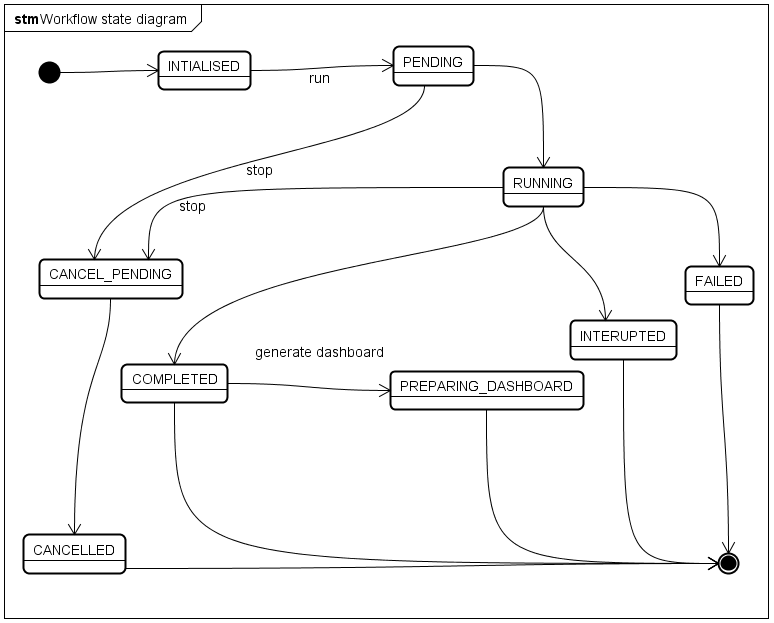 stm Workflow state diagram
INTIALISED
run
PENDING
stop
RUNNING
stop
CANCEL_PENDING
FAILED
INTERUPTED
generate dashboard
COMPLETED
PREPARING_DASHBOARD
CANCELLED